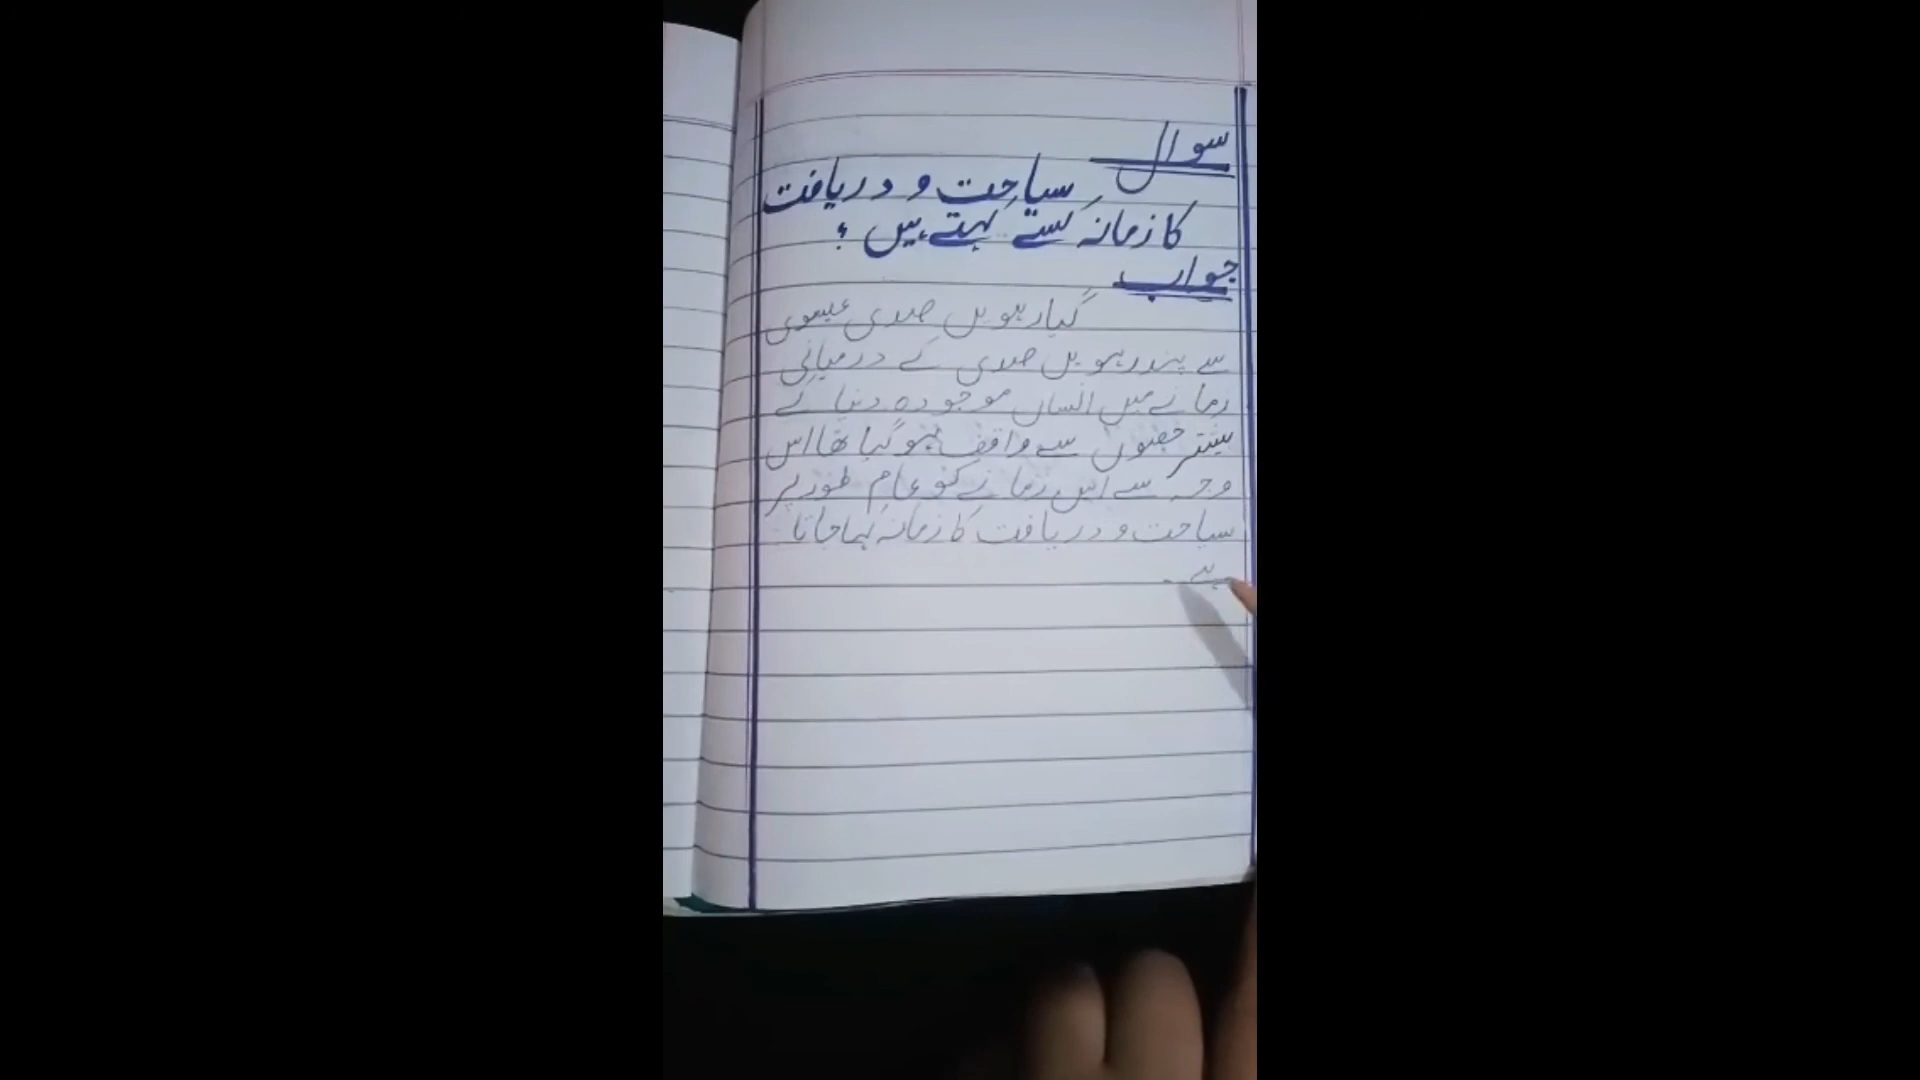 سوال
سیاحت و دریافت
کا زمانہ کسے کہتے ہیں ؟
جواب
گیارہویں صدی عیسوی
سے پندرہویں صدی کے درمیانی
زمانے میں انسان موجودہ دنیا کے
بیشتر حصوں سے واقف ہوگیا تھا اس
وجہ سے اس زمانے کو عام طور پر
سیاحت و دریافت کا زمانہ کہا جاتا
ہے۔